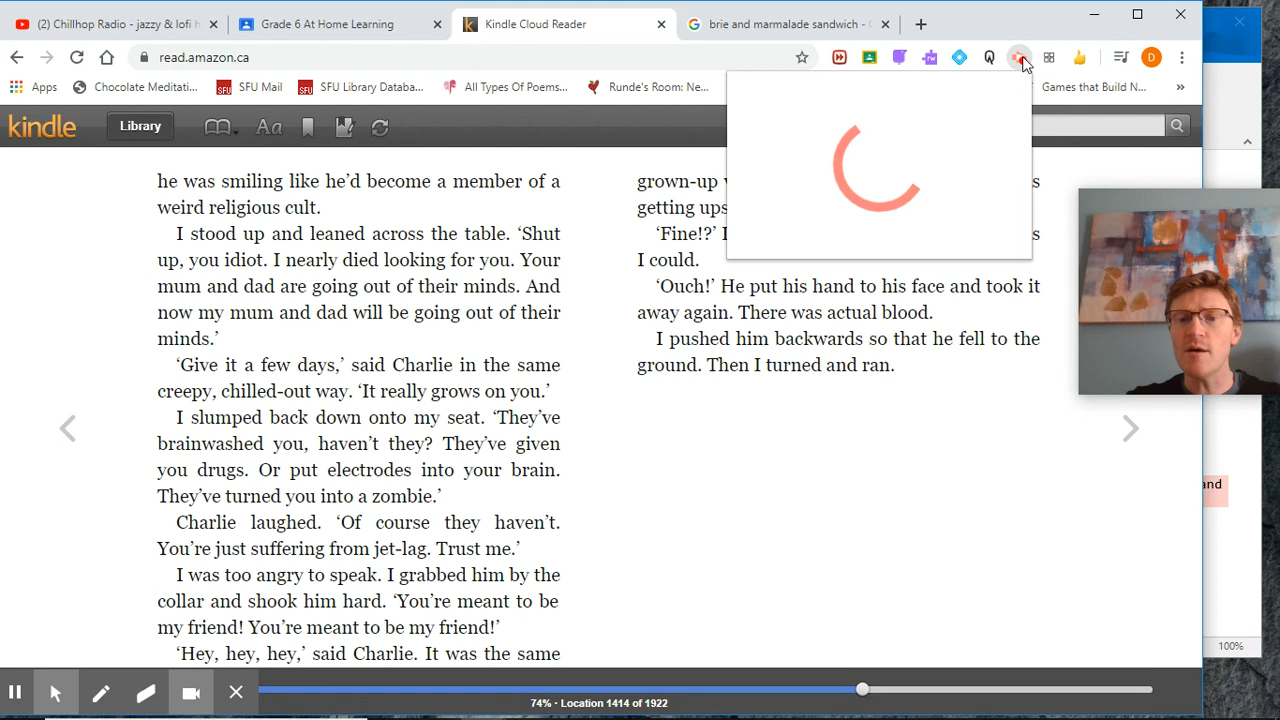 (2) Chillhop Radio - jazzy & lofi h
Grade 6 At Home Learning
Kindle Cloud Reader
brie and marmalade sandwich - G
read.amazon.ca
Apps
Chocolate Meditati...
SFU Mail
SFU Library Databa...
All Types Of Poems...
Runde's Room: Ne...
Games that Build N...
kindle
Library
Aa
he was smiling like he'd become a member of a
weird religious cult.
I stood up and leaned across the table. 'Shut
up, you idiot. I nearly died looking for you. Your
mum and dad are going out of their minds. And
now my mum and dad will be going out of their
minds.'
'Give it a few days,' said Charlie in the same
creepy, chilled-out way. 'It really grows on you.'
I slumped back down onto my seat. 'They've
brainwashed you, haven't they? They've given
you drugs. Or put electrodes into your brain.
They've turned you into a zombie.'
Charlie laughed. 'Of course they haven't.
You're just suffering from jet-lag. Trust me.'
I was too angry to speak. I grabbed him by the
collar and shook him hard. 'You're meant to be
my friend! You're meant to be my friend!'
'Hey, hey, hey,' said Charlie. It was the same
grown-up
getting ups
'Fine!?'
I could.
'Ouch!' He put his hand to his face and took it
away again. There was actual blood.
I pushed him backwards so that he fell to the
ground. Then I turned and ran.
and
100%
74% • Location 1414 of 1922